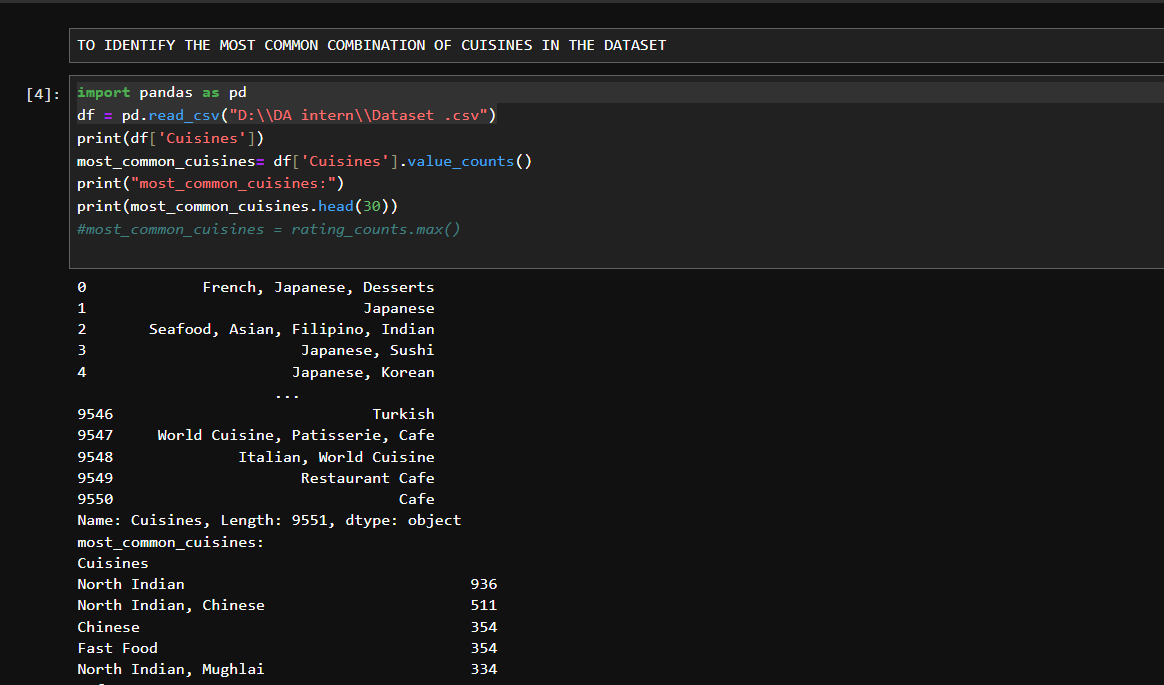 TO IDENTIFY THE MOST COMMON COMBINATION OF CUISINES IN THE DATASET
[4]:
import pandas as pd
df = pd.read_csv("D:\\DA intern\\Dataset .csv")
print(df['Cuisines'])
most_common_cuisines= df['Cuisines'].value_counts()
print("most_common_cuisines:")
print(most_common_cuisines.head(30))
#most_common_cuisines = rating_counts.max()
0 French, Japanese, Desserts
1 Japanese
2 Seafood, Asian, Filipino, Indian
3 Japanese, Sushi
4 Japanese, Korean
...
9546 Turkish
9547 World Cuisine, Patisserie, Cafe
9548 Italian, World Cuisine
9549 Restaurant Cafe
9550 Cafe
Name: Cuisines, Length: 9551, dtype: object
most_common_cuisines:
Cuisines
North Indian 936
North Indian, Chinese 511
Chinese 354
Fast Food 354
North Indian, Mughlai 334